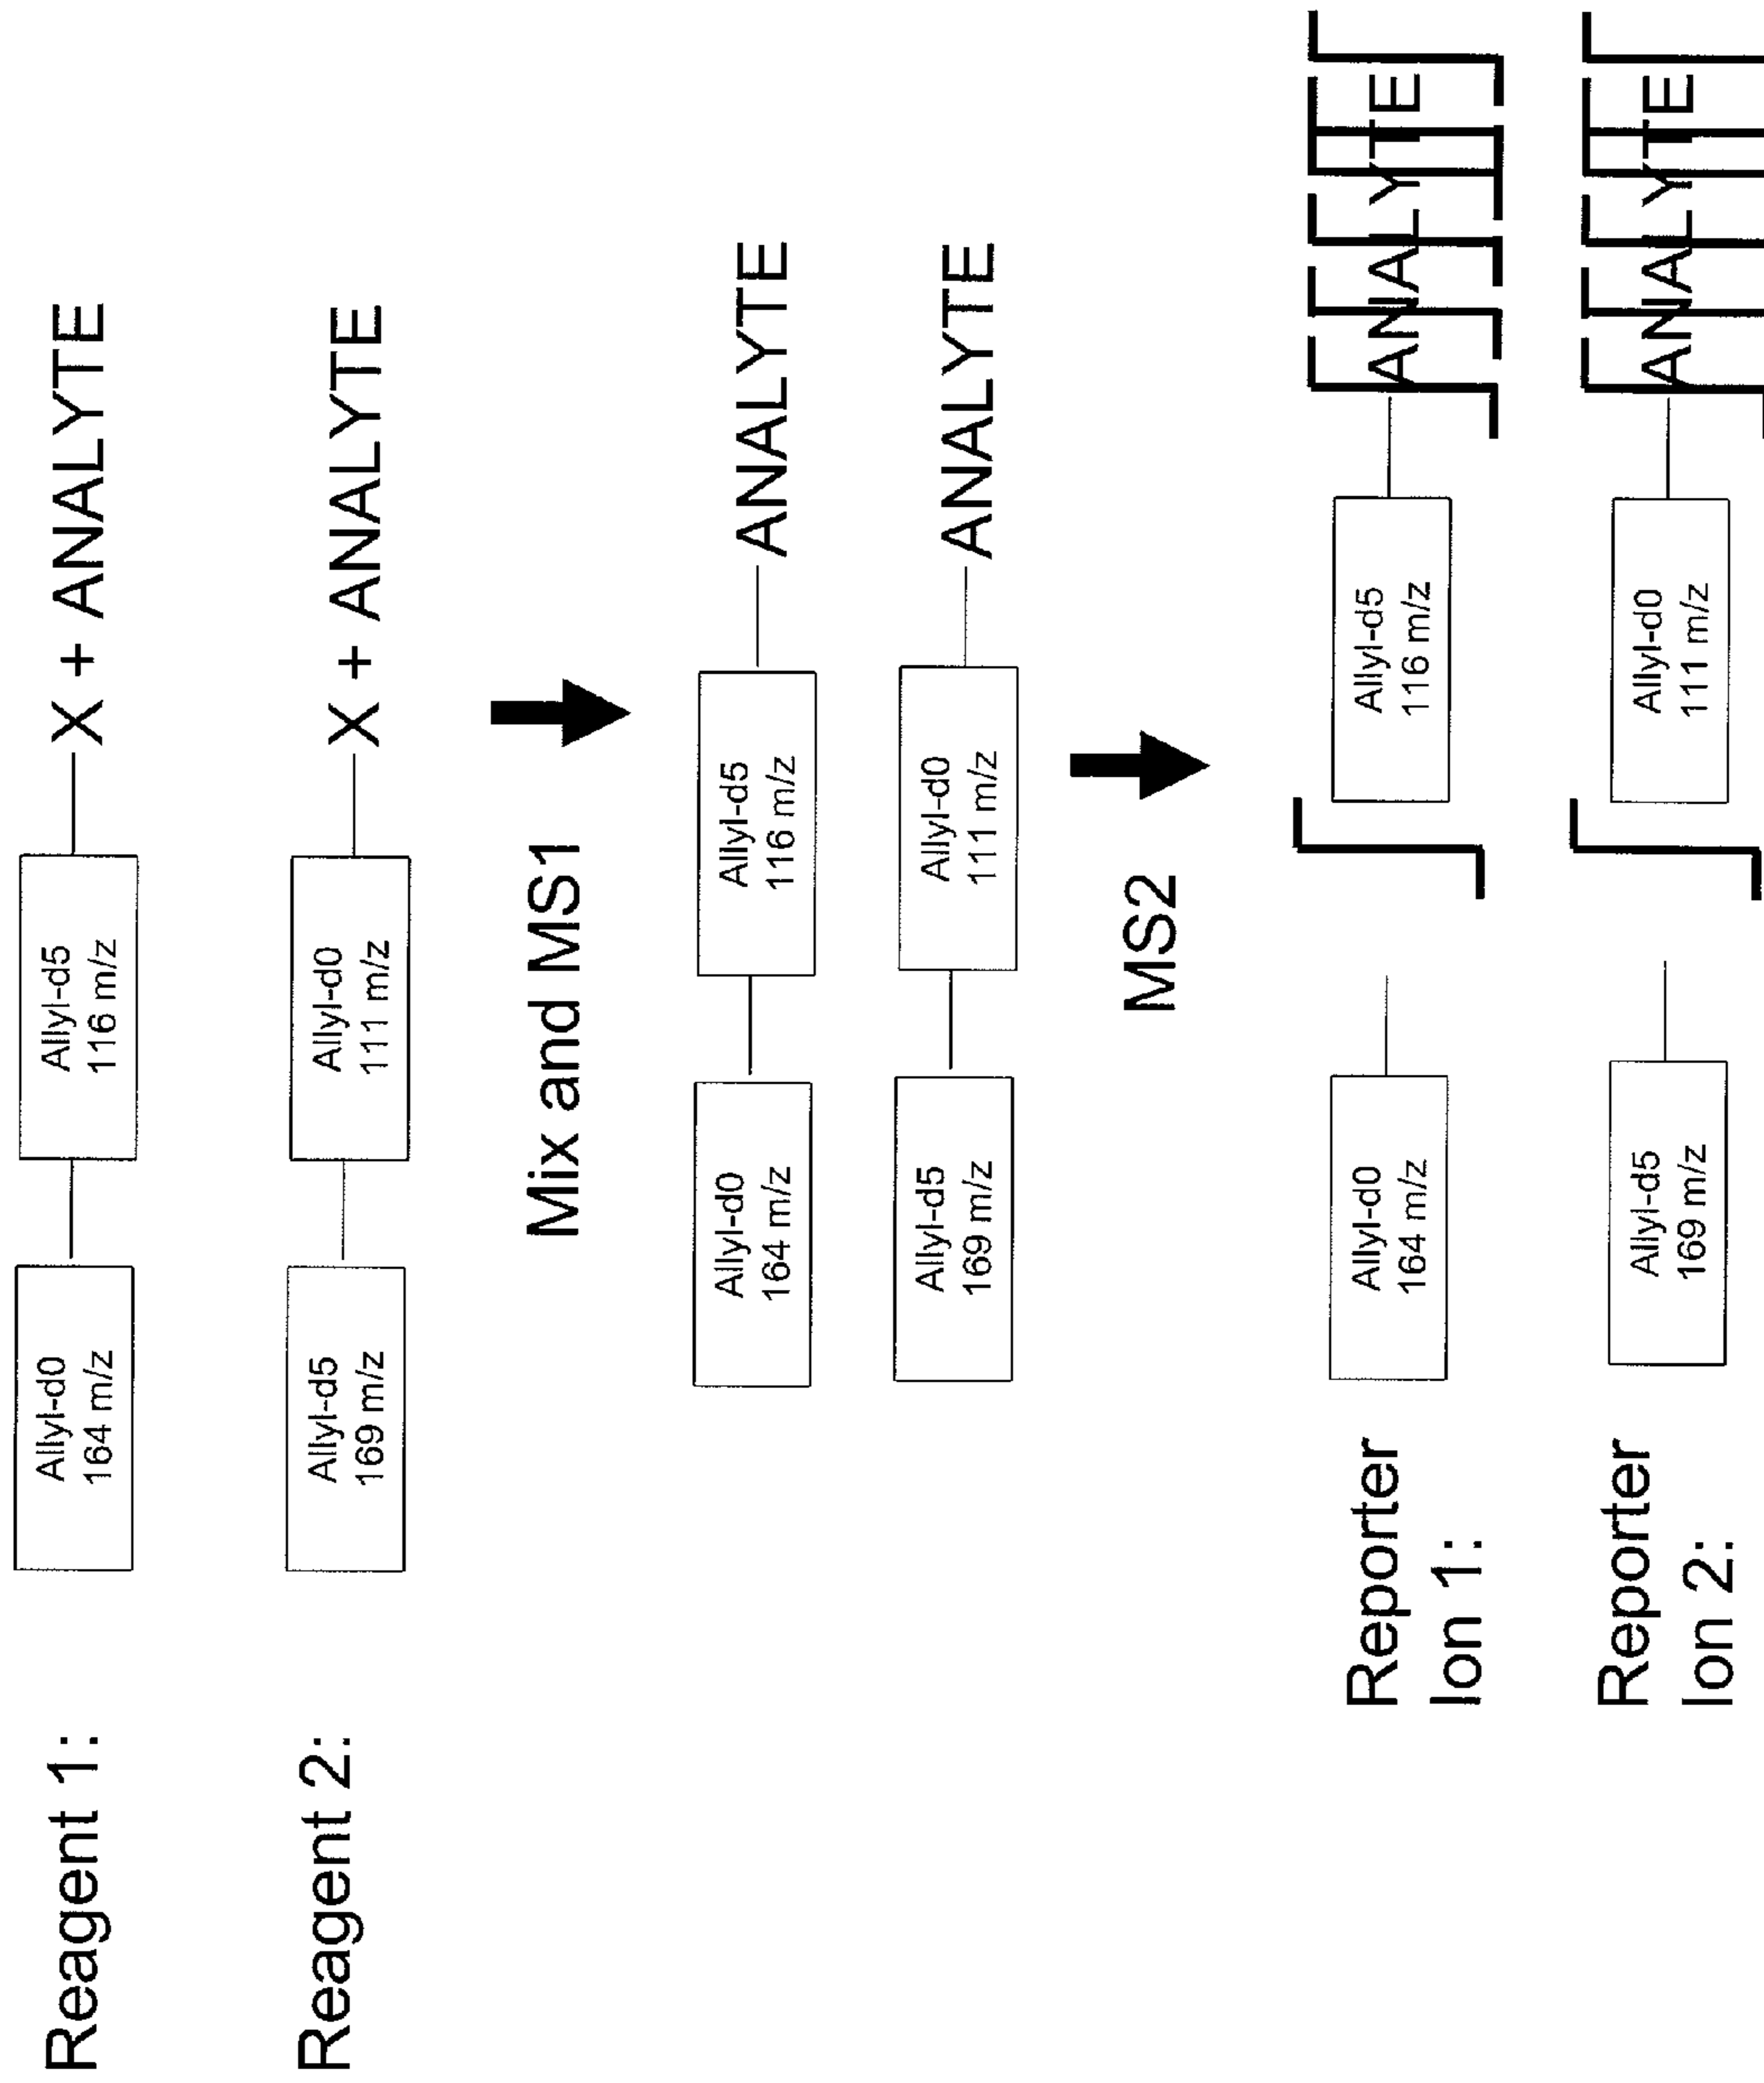 Reagent 1:
Allyl-d0
164 m/z
Allyl-d5
116 m/z
X + ANALYTE
Reagent 2:
Allyl-d5
169 m/z
Allyl-d0
111 m/z
X + ANALYTE
Mix and MS1
Allyl-d0
164 m/z
Allyl-d5
116 m/z
ANALYTE
Allyl-d5
169 m/z
Allyl-d0
111 m/z
ANALYTE
MS2
Reporter
Ion 1:
Allyl-d0
164 m/z
Allyl-d5
116 m/z
ANALYTE
Reporter
Ion 2:
Allyl-d5
169 m/z
Allyl-d0
111 m/z
ANALYTE